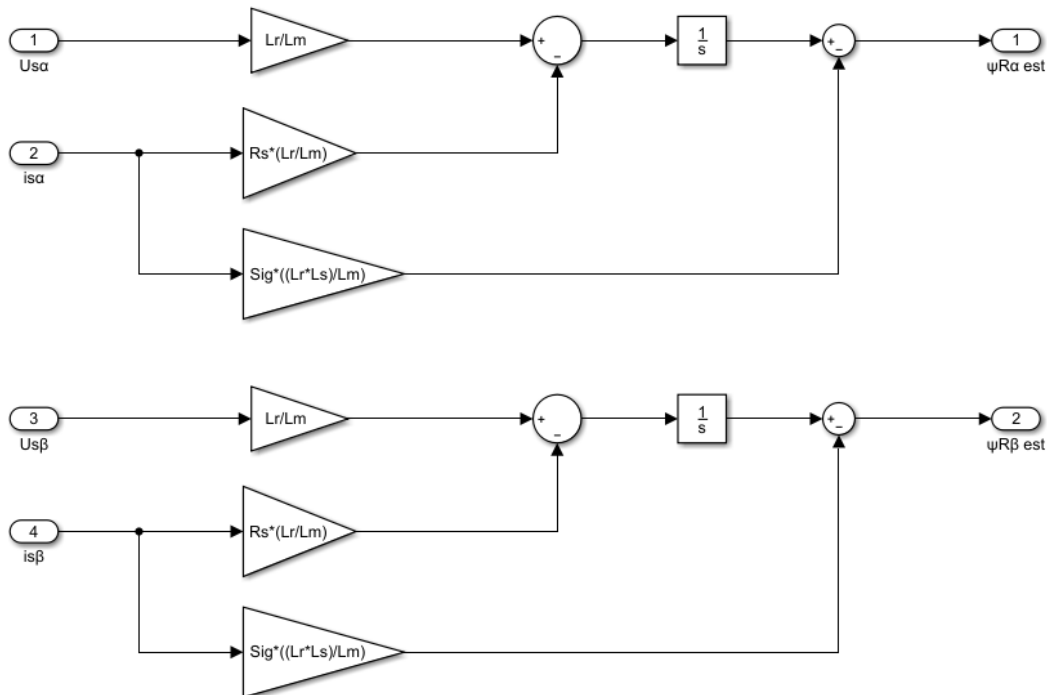 1
Usα
Lr/Lm
+
−
1
s
+
−
1
ψRα est
2
isα
Rs*(Lr/Lm)
Sig*((Lr*Ls)/Lm)
3
Usβ
Lr/Lm
+
−
1
s
+
−
2
ψRβ est
4
isβ
Rs*(Lr/Lm)
Sig*((Lr*Ls)/Lm)